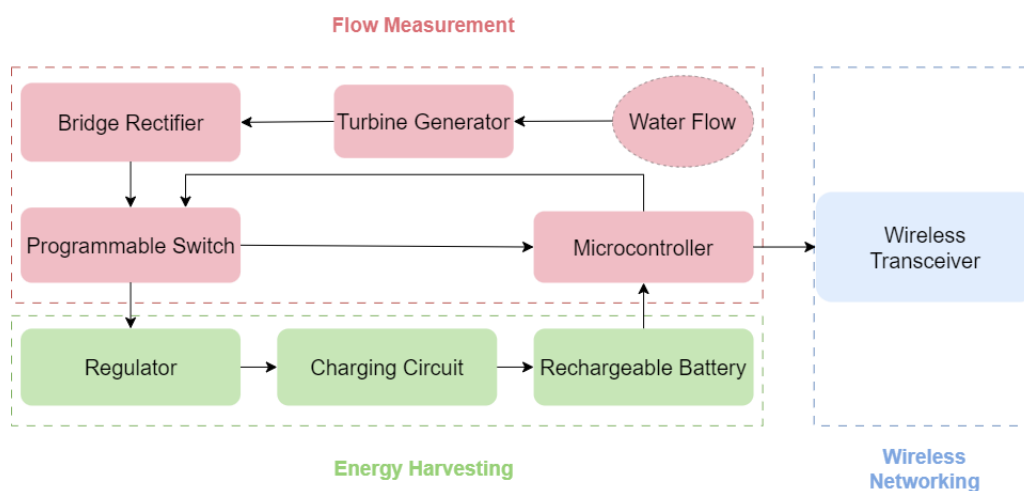 Flow Measurement
Bridge Rectifier
Turbine Generator
Water Flow
Programmable Switch
Microcontroller
Wireless
Transceiver
Regulator
Charging Circuit
Rechargeable Battery
Energy Harvesting
Wireless
Networking